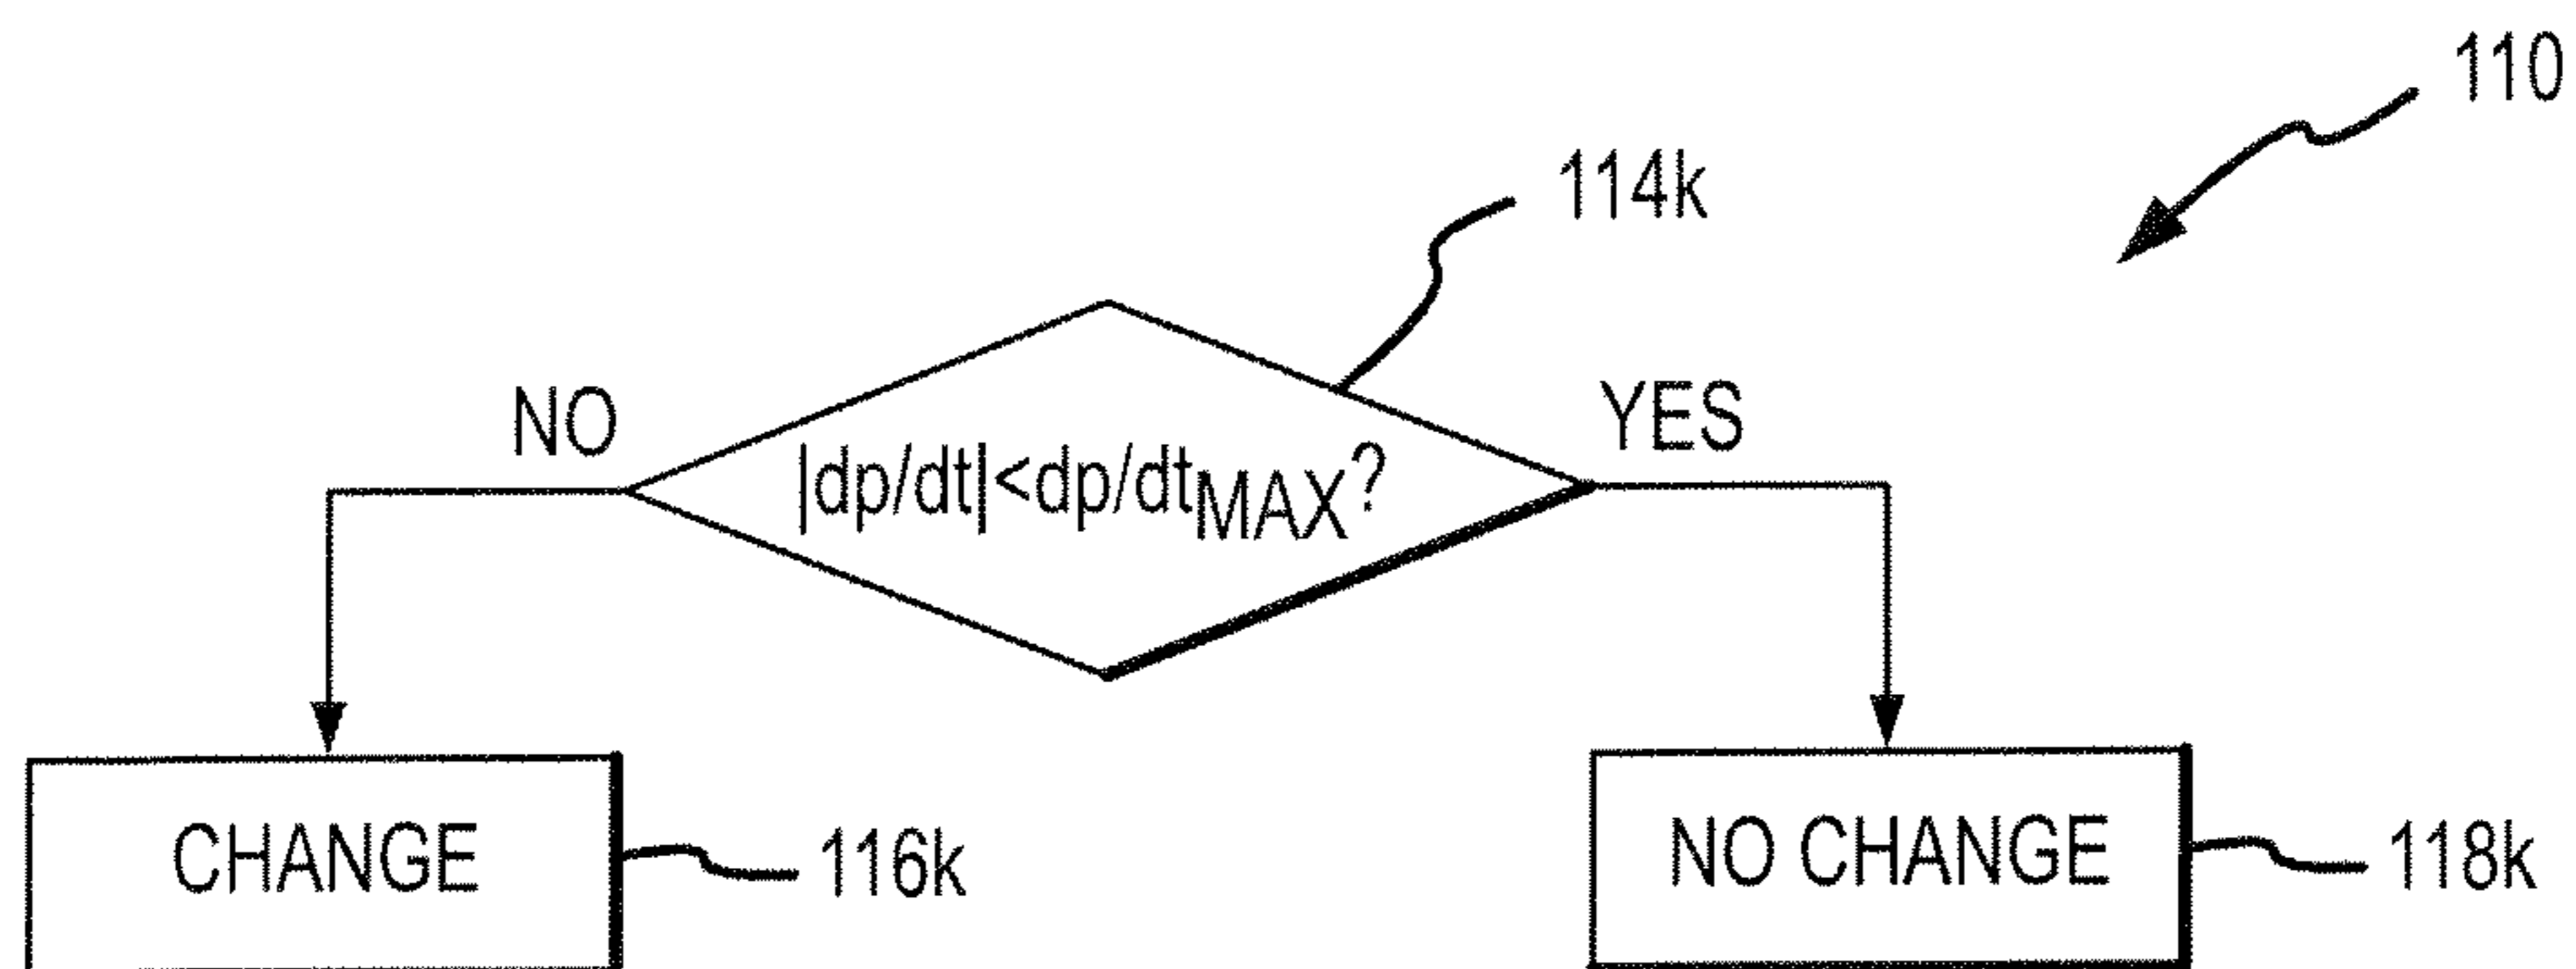 110
114k
NO
YES
|dp/dt|<dp/dtMAX?
CHANGE
116k
NO CHANGE
118k